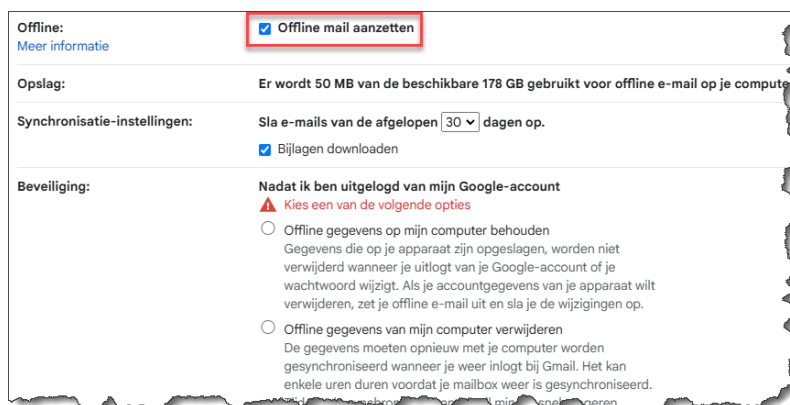 Offline:
Offline mail aanzetten
Meer informatie
Opslag:
Er wordt 50 MB van de beschikbare 178 GB gebruikt voor offline e-mail op je compute
Synchronisatie-instellingen:
Sla e-mails van de afgelopen 30 dagen op.
Bijlagen downloaden
Beveiliging:
Nadat ik ben uitgelogd van mijn Google-account
Kies een van de volgende opties
Offline gegevens op mijn computer behouden
Gegevens die op je apparaat zijn opgeslagen, worden niet
verwijderd wanneer je uitlogt van je Google-account of je
wachtwoord wijzigt. Als je accountgegevens van je apparaat wilt
verwijderen, zet je offline e-mail uit en sla je de wijzigingen op.
Offline gegevens van mijn computer verwijderen
De gegevens moeten opnieuw met je computer worden
gesynchroniseerd wanneer je weer inlogt bij Gmail. Het kan
enkele uren duren voordat je mailbox weer is gesynchroniseerd.